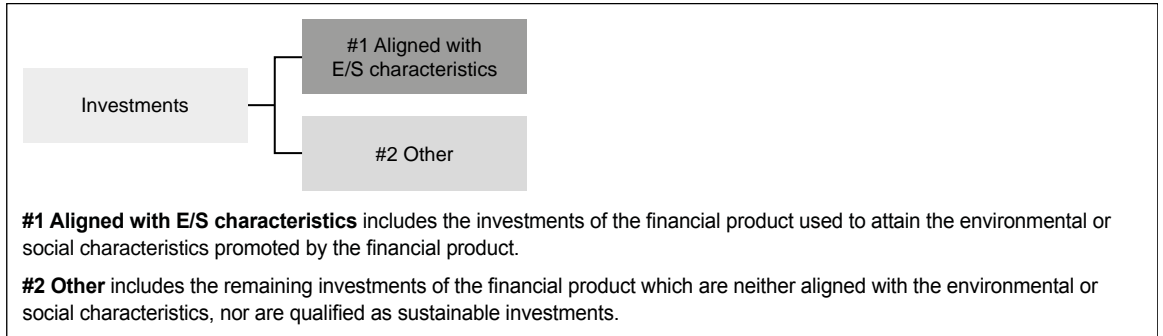 #1 Aligned with
E/S characteristics
Investments
#2 Other
#1 Aligned with E/S characteristics includes the investments of the financial product used to attain the environmental or
social characteristics promoted by the financial product.
#2 Other includes the remaining investments of the financial product which are neither aligned with the environmental or
social characteristics, nor are qualified as sustainable investments.